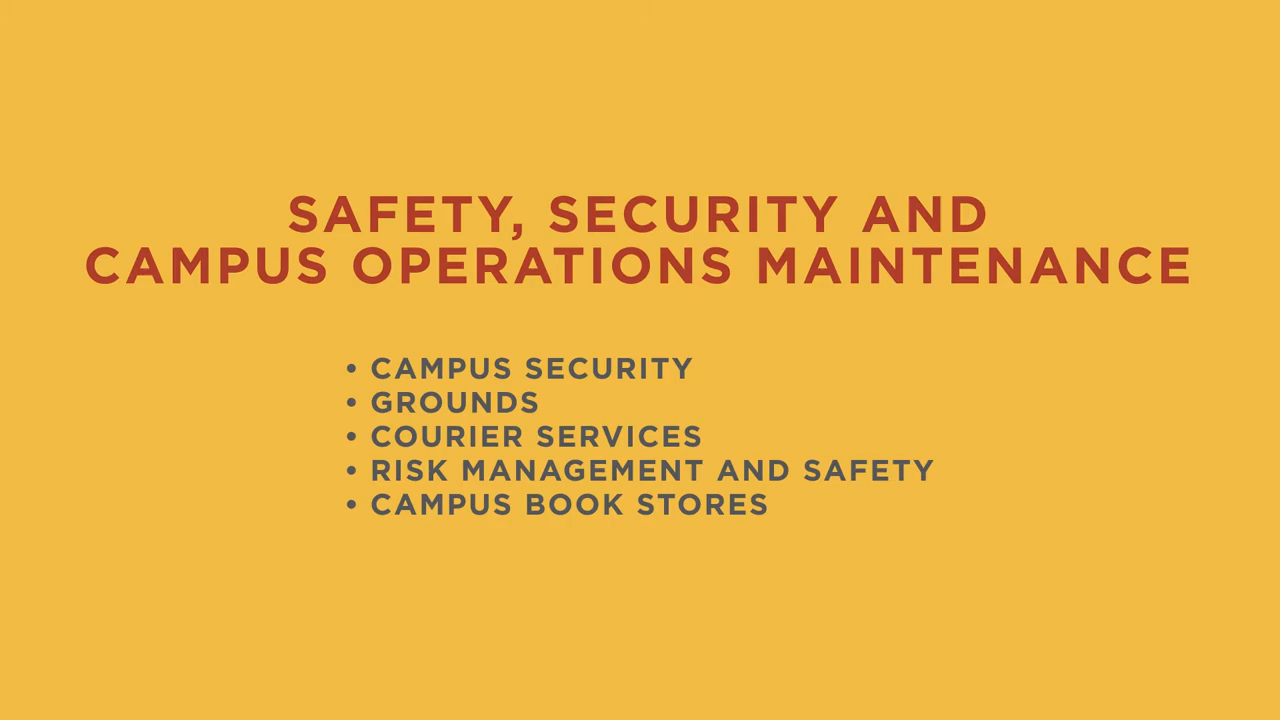 SAFETY, SECURITY AND
CAMPUS OPERATIONS MAINTENANCE
• CAMPUS SECURITY
• GROUNDS
• COURIER SERVICES
• RISK MANAGEMENT AND SAFETY
• CAMPUS BOOK STORES